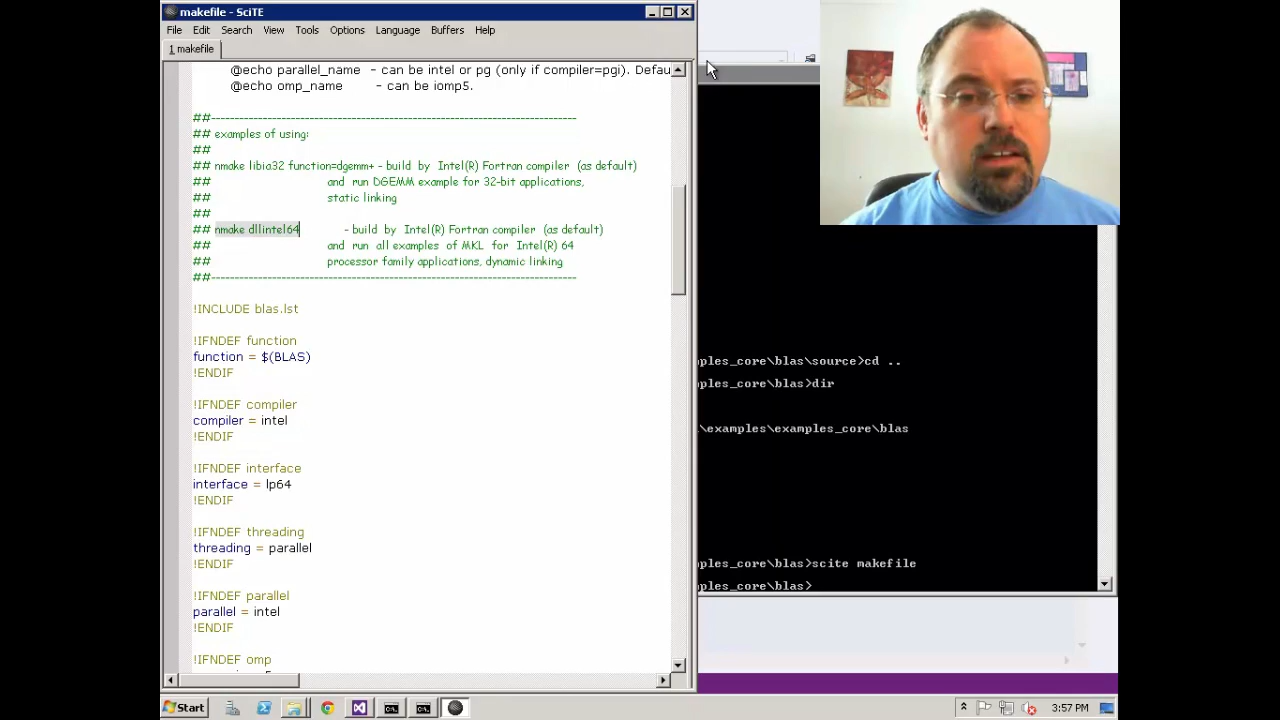 makefile - SciTE
File Edit Search View Tools Options Language Buffers Help
1 makefile
@echo parallel_name - can be intel or pg (only if compiler=pgi). Defau
@echo omp_name - can be iomp5.
##------------------------------------------------------------------------------
## examples of using:
##
## nmake libia32 function=dgemm+ - build by Intel(R) Fortran compiler (as default)
## and run DGEMM example for 32-bit applications,
## static linking
##
## nmake dllintel64 - build by Intel(R) Fortran compiler (as default)
## and run all examples of MKL for Intel(R) 64
## processor family applications, dynamic linking
##------------------------------------------------------------------------------
!INCLUDE blas.lst
!IFNDEF function
function = $(BLAS)
!ENDIF
!IFNDEF compiler
compiler = intel
!ENDIF
!IFNDEF interface
interface = lp64
!ENDIF
!IFNDEF threading
threading = parallel
!ENDIF
!IFNDEF parallel
parallel = intel
!ENDIF
!IFNDEF omp
ples_core\blas\source>cd ..
ples_core\blas>dir
\examples\examples_core\blas
ples_core\blas>scite makefile
ples_core\blas>
Start
3:57 PM